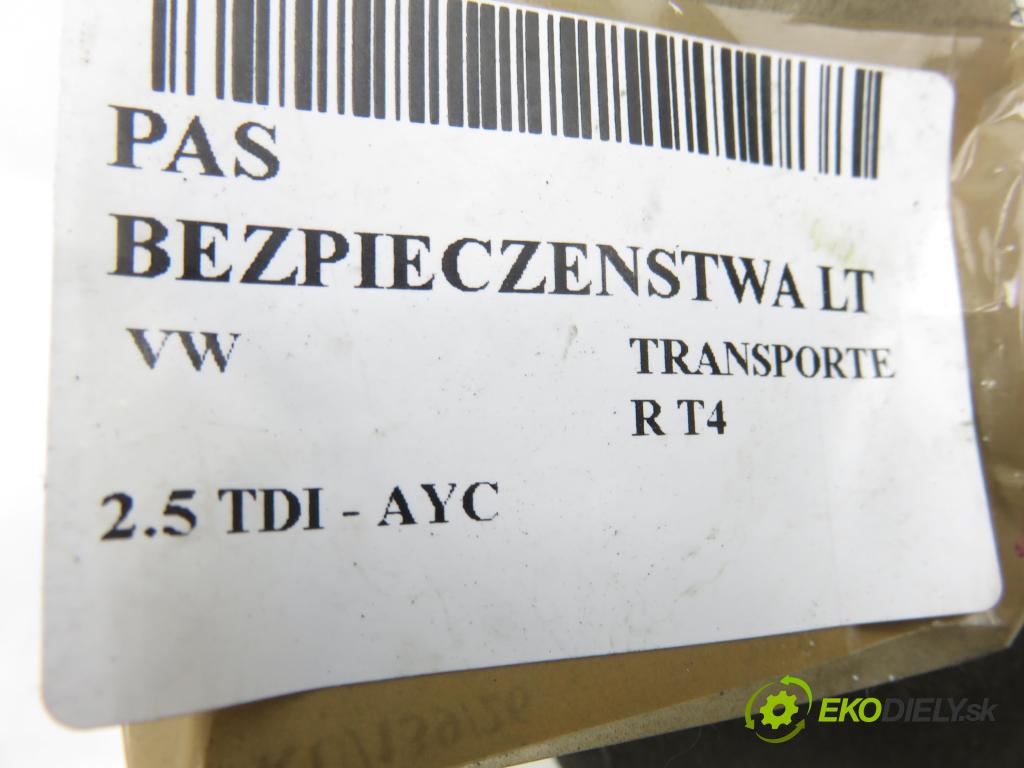 PAS
BEZPIECZENSTWA LT
VW
TRANSPORTE
R T4
2.5 TDI - AYC
EKODIELY.sk